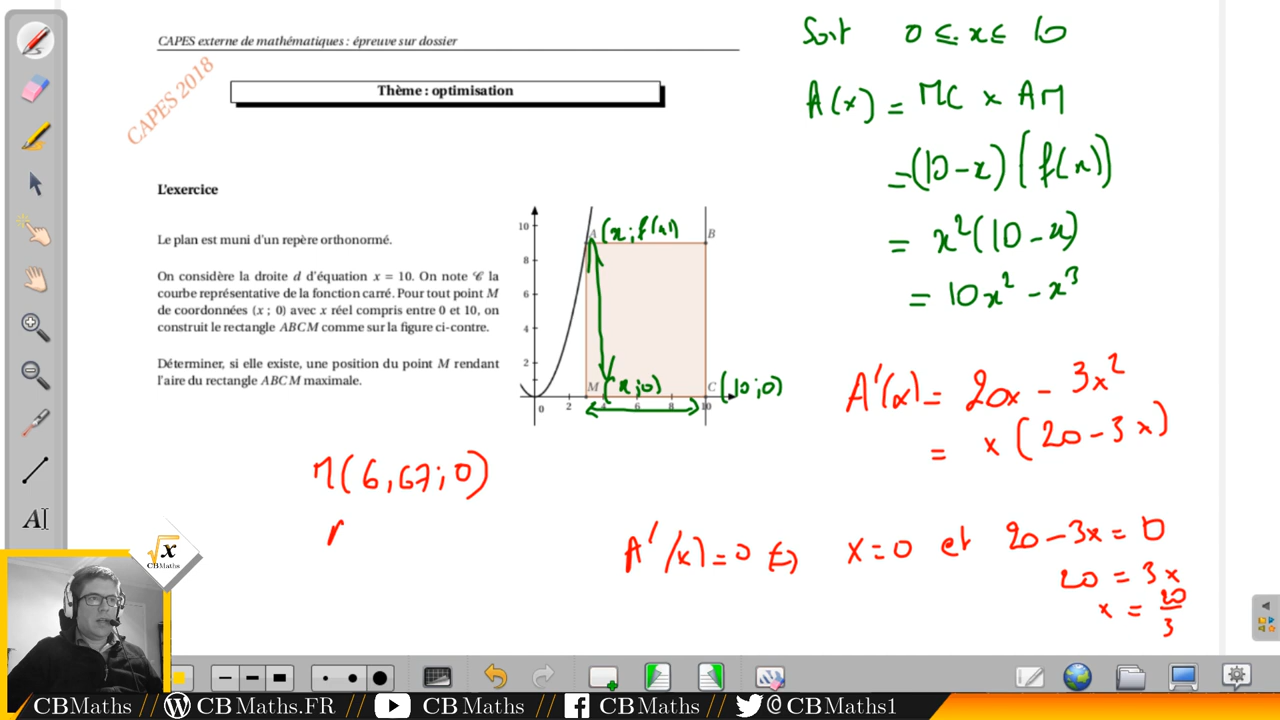 CAPES externe de mathématiques : épreuve sur dossier
CAPES 2018
Thème : optimisation
L'exercice
Le plan est muni d'un repère orthonormé.
On considère la droite d d'équation x = 10. On note 𝒞 la
courbe représentative de la fonction carré. Pour tout point M
de coordonnées (x ; 0) avec x réel compris entre 0 et 10, on
construit le rectangle ABCM comme sur la figure ci-contre.
Déterminer, si elle existe, une position du point M rendant
l'aire du rectangle ABCM maximale.
10
8
6
4
2
0
2
4
6
8
10
A (x ; f(x)
B
M (x ; 0)
C (10 ; 0)
Soit 0 ≤ x ≤ 10
A(x) = MC × AM
= (10 - x) (f(x))
= x²(10 - x)
= 10x² - x³
A'(x) = 20x - 3x²
= x (20 - 3x)
M(6,67 ; 0)
A'(x) = 0 ⇔ x = 0 et 20 - 3x = 0
20 = 3x
x = 20/3
√x
CBMaths
AI
CBMaths
CBMaths.FR
CBMaths
CBMaths
@CBMaths1